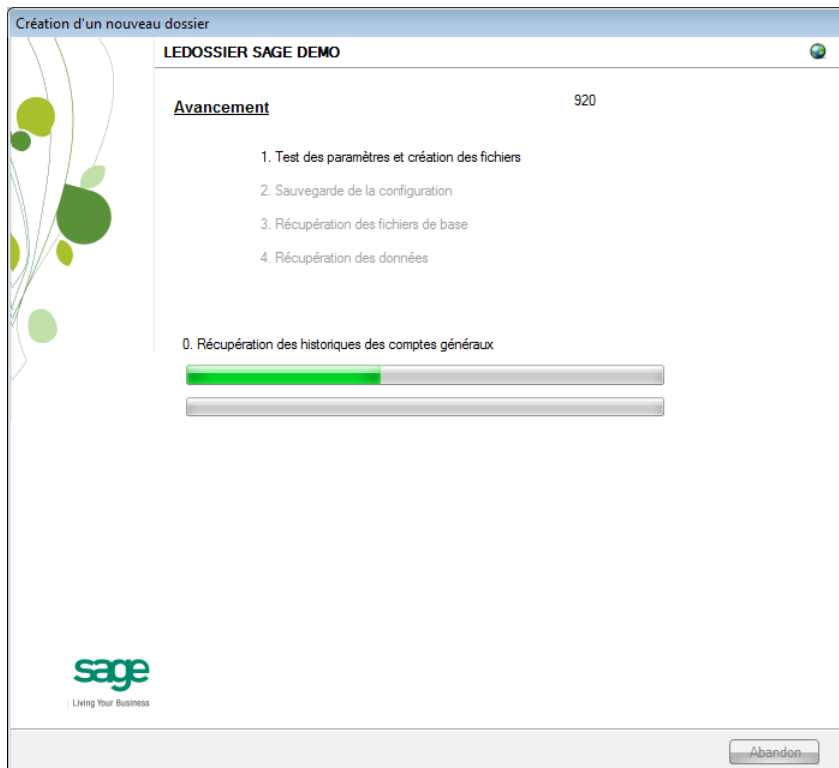 Création d'un nouveau dossier
LEDOSSIER SAGE DEMO
Avancement
920
1. Test des paramètres et création des fichiers
2. Sauvegarde de la configuration
3. Récupération des fichiers de base
4. Récupération des données
0. Récupération des historiques des comptes généraux
sage
Living Your Business
Abandon